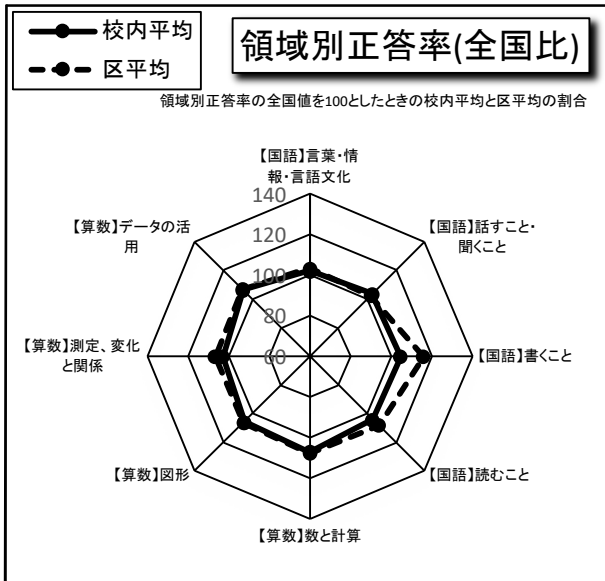 校内平均
区平均
領域別正答率(全国比)
領域別正答率の全国値を100としたときの校内平均と区平均の割合
【国語】言葉・情
報・言語文化
140
120
100
80
60
【国語】話すこと・
聞くこと
【国語】書くこと
【国語】読むこと
【算数】数と計算
【算数】図形
【算数】測定、変化
と関係
【算数】データの活
用